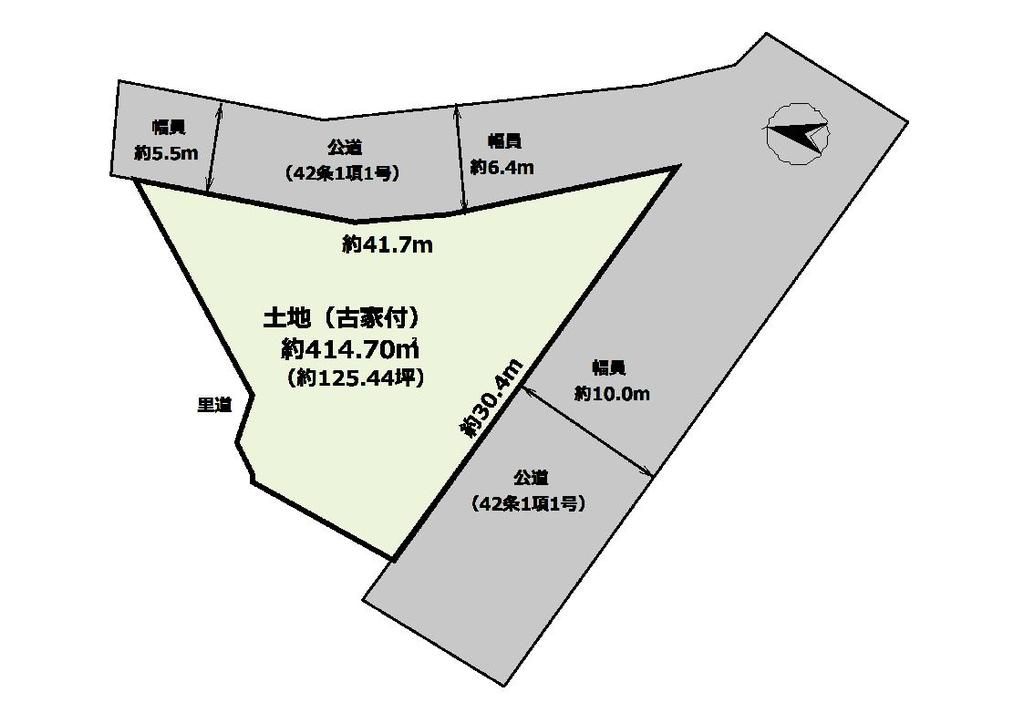 幅員
約5.5m
公道
（42条1項1号）
幅員
約6.4m
約41.7m
土地（古家付）
約414.70㎡
（約125.44坪）
里道
約30.4m
幅員
約10.0m
公道
（42条1項1号）